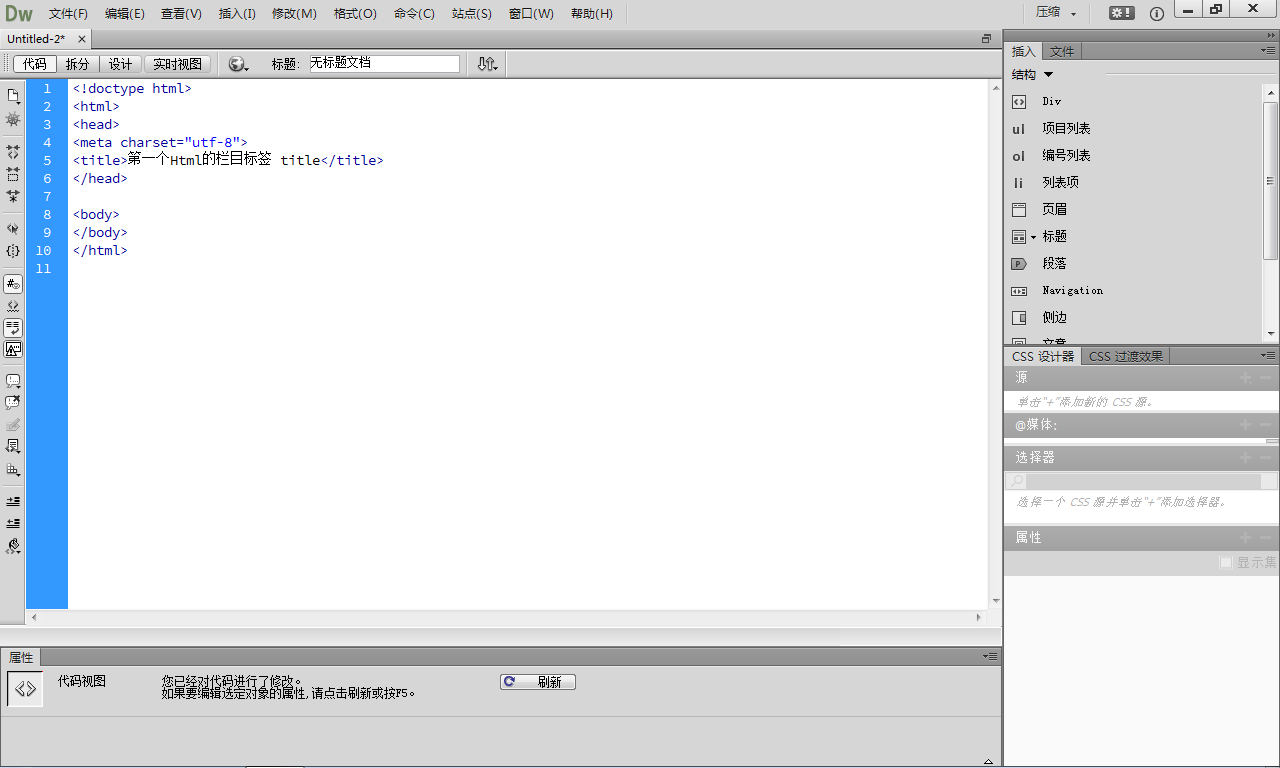 Dw 文件(F) 编辑(E) 查看(V) 插入(I) 修改(M) 格式(O) 命令(C) 站点(S) 窗口(W) 帮助(H) 压缩
Untitled-2*
代码 拆分 设计 实时视图 标题: 无标题文档
1 <!doctype html>
2 <html>
3 <head>
4 <meta charset="utf-8">
5 <title>第一个Html的栏目标签 title</title>
6 </head>
7
8 <body>
9 </body>
10 </html>
11
插入 文件
结构
Div
ul 项目列表
ol 编号列表
li 列表项
页眉
标题
段落
Navigation
侧边
文章
CSS 设计器 CSS 过渡效果
源
单击"+"添加新的 CSS 源。
@媒体:
选择器
选择一个 CSS 源并单击"+"添加选择器。
属性
显示集
属性
代码视图
您已经对代码进行了修改。
如果要编辑选定对象的属性,请点击刷新或按F5。
刷新